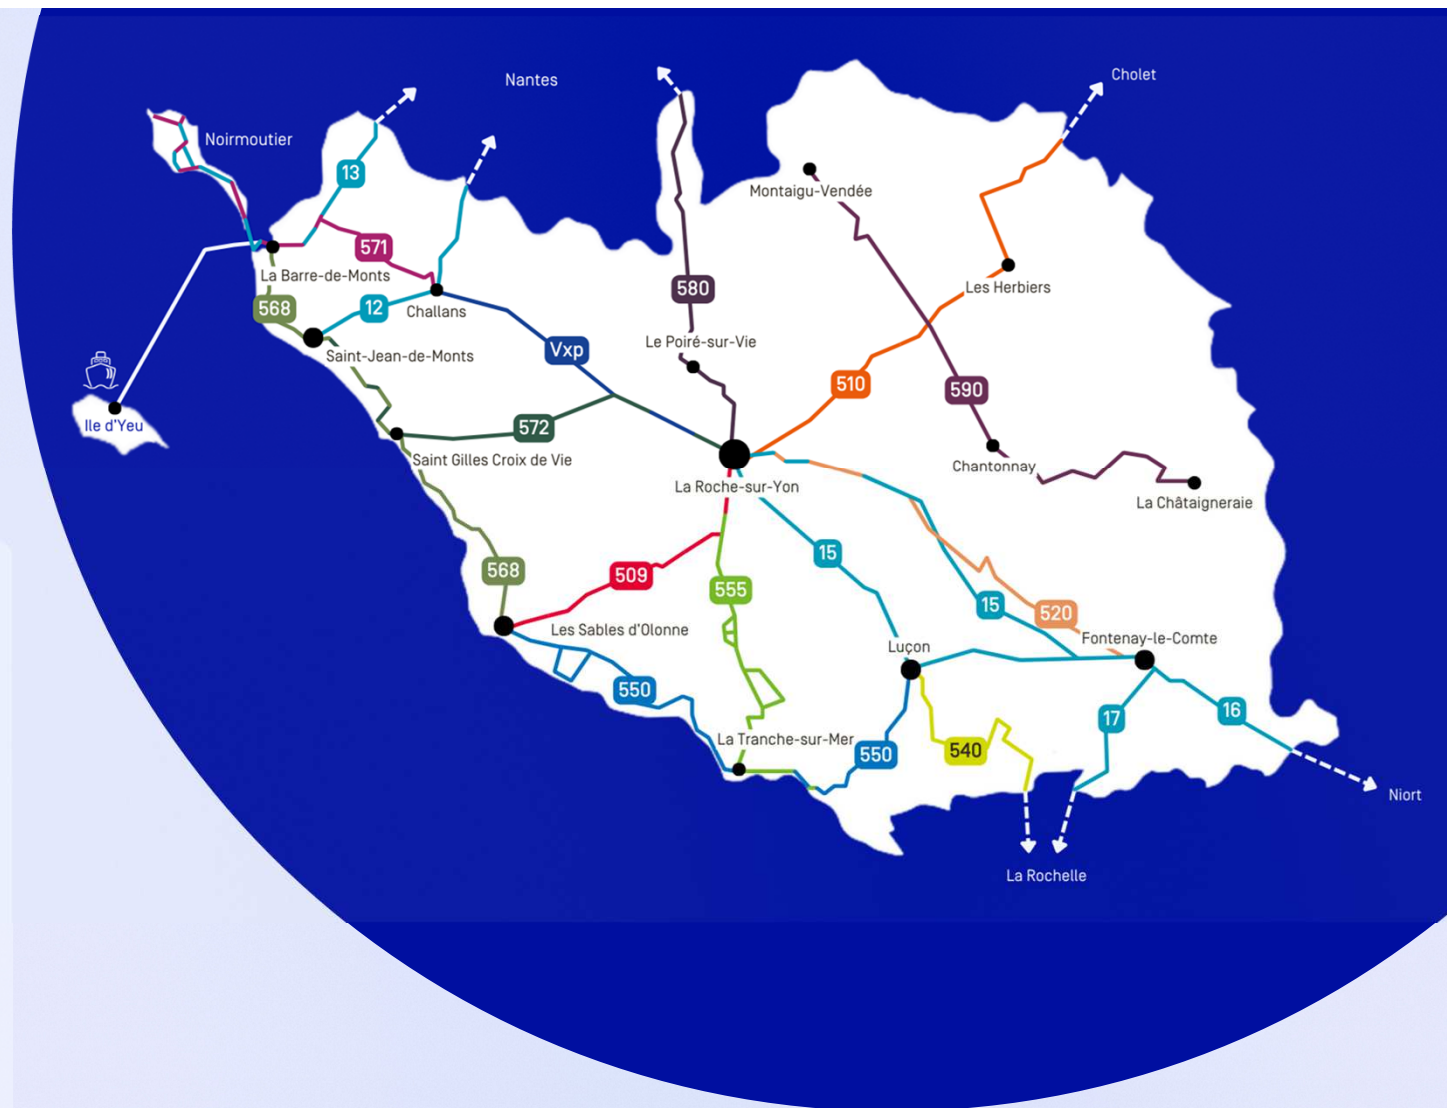 Cholet
Nantes
Noirmoutier
13
Montaigu-Vendée
571
La Barre-de-Monts
580
Les Herbiers
568
12
Challans
Le Poiré-sur-Vie
Vxp
Saint-Jean-de-Monts
510
590
Ile d'Yeu
572
Saint Gilles Croix de Vie
Chantonnay
La Roche-sur-Yon
La Châtaigneraie
15
568
509
555
15
520
Les Sables d'Olonne
Fontenay-le-Comte
Luçon
550
17
16
La Tranche-sur-Mer
550
540
Niort
La Rochelle